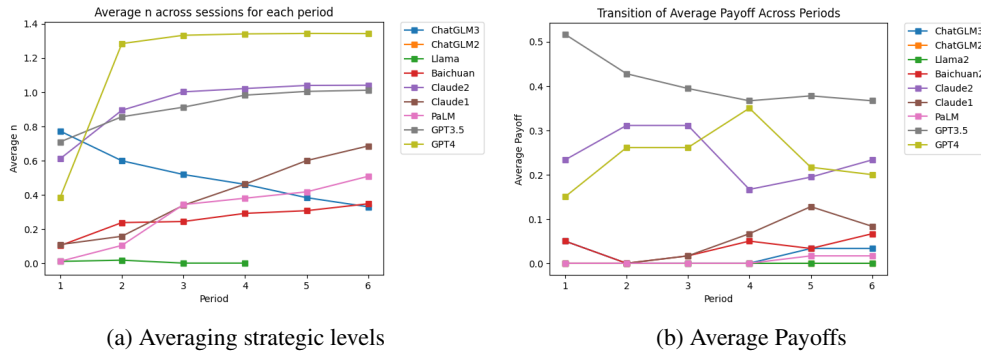 Average n across sessions for each period
1.4
1.2
1.0
0.8
0.6
0.4
0.2
0.0
Average n
1 2 3 4 5 6
Period
ChatGLM3
ChatGLM2
Llama
Baichuan
Claude2
Claude1
PaLM
GPT3.5
GPT4
(a) Averaging strategic levels
Transition of Average Payoff Across Periods
0.5
0.4
0.3
0.2
0.1
0.0
Average Payoff
1 2 3 4 5 6
Period
ChatGLM3
ChatGLM2
Llama2
Baichuan2
Claude2
Claude1
PaLM
GPT3.5
GPT4
(b) Average Payoffs